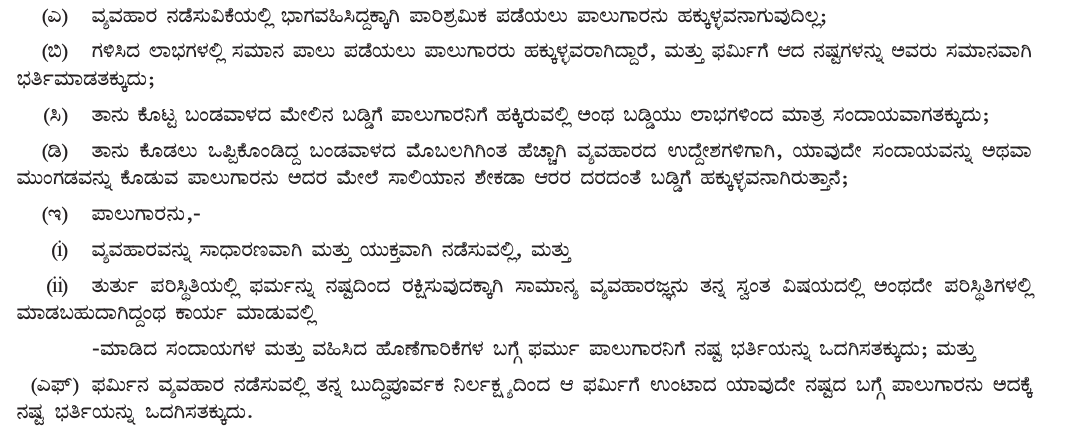 (ಎ) ವ್ಯವಹಾರ ನಡೆಸುವಿಕೆಯಲ್ಲಿ ಭಾಗವಹಿಸಿದ್ದಕ್ಕಾಗಿ ಪಾರಿಶ್ರಮಿಕ ಪಡೆಯಲು ಪಾಲುಗಾರನು ಹಕ್ಕುಳ್ಳವನಾಗುವುದಿಲ್ಲ;
(ಬಿ) ಗಳಿಸಿದ ಲಾಭಗಳಲ್ಲಿ ಸಮಾನ ಪಾಲು ಪಡೆಯಲು ಪಾಲುಗಾರರು ಹಕ್ಕುಳ್ಳವರಾಗಿದ್ದಾರೆ, ಮತ್ತು ಫರ್ಮಿಗೆ ಆದ ನಷ್ಟಗಳನ್ನು ಅವರು ಸಮಾನವಾಗಿ
ಭರ್ತಿಮಾಡತಕ್ಕುದು;
(ಸಿ) ತಾನು ಕೊಟ್ಟ ಬಂಡವಾಳದ ಮೇಲಿನ ಬಡ್ಡಿಗೆ ಪಾಲುಗಾರನಿಗೆ ಹಕ್ಕಿರುವಲ್ಲಿ ಅಂಥ ಬಡ್ಡಿಯು ಲಾಭಗಳಿಂದ ಮಾತ್ರ ಸಂದಾಯವಾಗತಕ್ಕುದು;
(ಡಿ) ತಾನು ಕೊಡಲು ಒಪ್ಪಿಕೊಂಡಿದ್ದ ಬಂಡವಾಳದ ಮೊಬಲಗಿಗಿಂತ ಹೆಚ್ಚಾಗಿ ವ್ಯವಹಾರದ ಉದ್ದೇಶಗಳಿಗಾಗಿ, ಯಾವುದೇ ಸಂದಾಯವನ್ನು ಅಥವಾ
ಮುಂಗಡವನ್ನು ಕೊಡುವ ಪಾಲುಗಾರನು ಅದರ ಮೇಲೆ ಸಾಲಿಯಾನ ಶೇಕಡಾ ಆರರ ದರದಂತೆ ಬಡ್ಡಿಗೆ ಹಕ್ಕುಳ್ಳವನಾಗಿರುತ್ತಾನೆ;
(ಇ) ಪಾಲುಗಾರನು,-
(i) ವ್ಯವಹಾರವನ್ನು ಸಾಧಾರಣವಾಗಿ ಮತ್ತು ಯುಕ್ತವಾಗಿ ನಡೆಸುವಲ್ಲಿ, ಮತ್ತು
(ii) ತುರ್ತು ಪರಿಸ್ಥಿತಿಯಲ್ಲಿ ಫರ್ಮನ್ನು ನಷ್ಟದಿಂದ ರಕ್ಷಿಸುವುದಕ್ಕಾಗಿ ಸಾಮಾನ್ಯ ವ್ಯವಹಾರಜ್ಞನು ತನ್ನ ಸ್ವಂತ ವಿಷಯದಲ್ಲಿ ಅಂಥದೇ ಪರಿಸ್ಥಿತಿಗಳಲ್ಲಿ
ಮಾಡಬಹುದಾಗಿದ್ದಂಥ ಕಾರ್ಯ ಮಾಡುವಲ್ಲಿ
-ಮಾಡಿದ ಸಂದಾಯಗಳ ಮತ್ತು ವಹಿಸಿದ ಹೊಣೆಗಾರಿಕೆಗಳ ಬಗ್ಗೆ ಫರ್ಮು ಪಾಲುಗಾರನಿಗೆ ನಷ್ಟ ಭರ್ತಿಯನ್ನು ಒದಗಿಸತಕ್ಕುದು; ಮತ್ತು
(ಎಫ್) ಫರ್ಮಿನ ವ್ಯವಹಾರ ನಡೆಸುವಲ್ಲಿ ತನ್ನ ಬುದ್ಧಿಪೂರ್ವಕ ನಿರ್ಲಕ್ಷ್ಯದಿಂದ ಆ ಫರ್ಮಿಗೆ ಉಂಟಾದ ಯಾವುದೇ ನಷ್ಟದ ಬಗ್ಗೆ ಪಾಲುಗಾರನು ಅದಕ್ಕೆ
ನಷ್ಟ ಭರ್ತಿಯನ್ನು ಒದಗಿಸತಕ್ಕುದು.